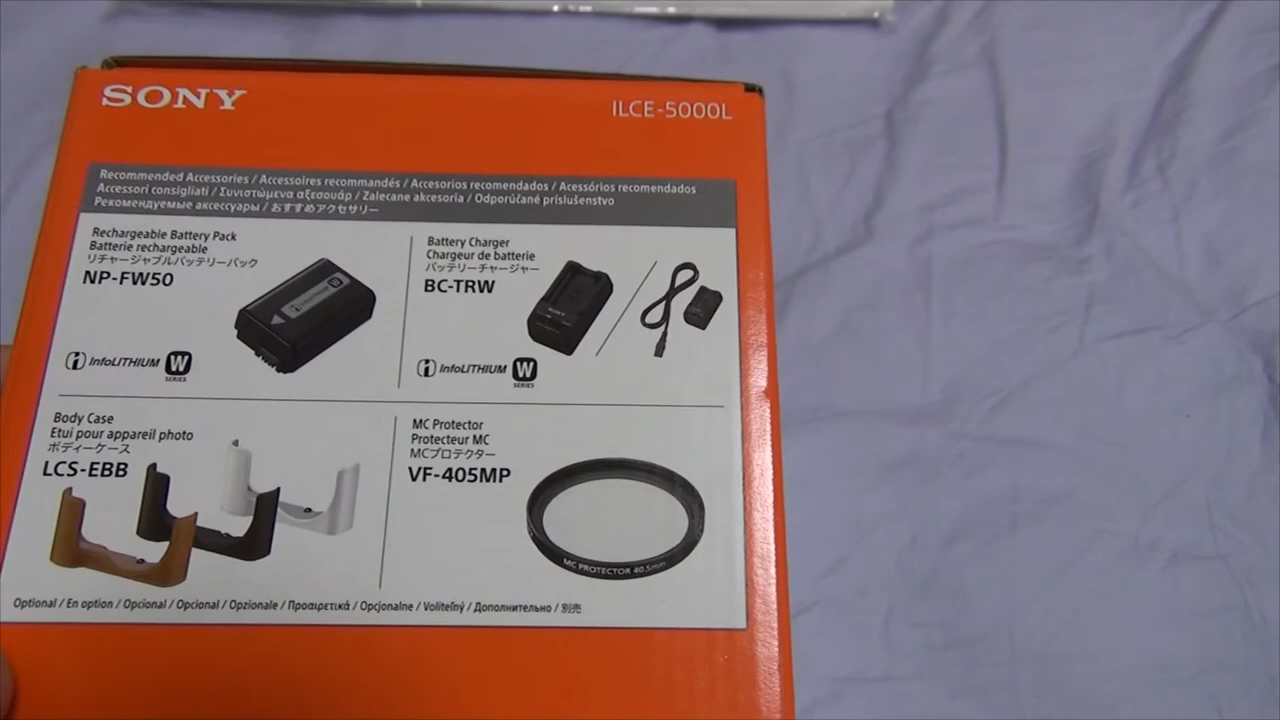 SONY
ILCE-5000L
Recommended Accessories / Accessoires recommandés / Accesorios recomendados / Acessórios recomendados
Accessori consigliati / Συνιστώμενα αξεσουάρ / Zalecane akcesoria / Odporúčané príslušenstvo
Рекомендуемые аксессуары / おすすめアクセサリー
Rechargeable Battery Pack
Batterie rechargeable
リチャージャブルバッテリーパック
NP-FW50
InfoLITHIUM W
InfoLITHIUM W
SERIES
Battery Charger
Chargeur de batterie
バッテリーチャージャー
BC-TRW
SONY
InfoLITHIUM W
SERIES
Body Case
Etui pour appareil photo
ボディーケース
LCS-EBB
MC Protector
Protecteur MC
MCプロテクター
VF-405MP
MC PROTECTOR 40.5mm
Optional / En option / Opcional / Opcional / Opzionale / Προαιρετικά / Opcjonalne / Voliteľný / Дополнительно / 別売